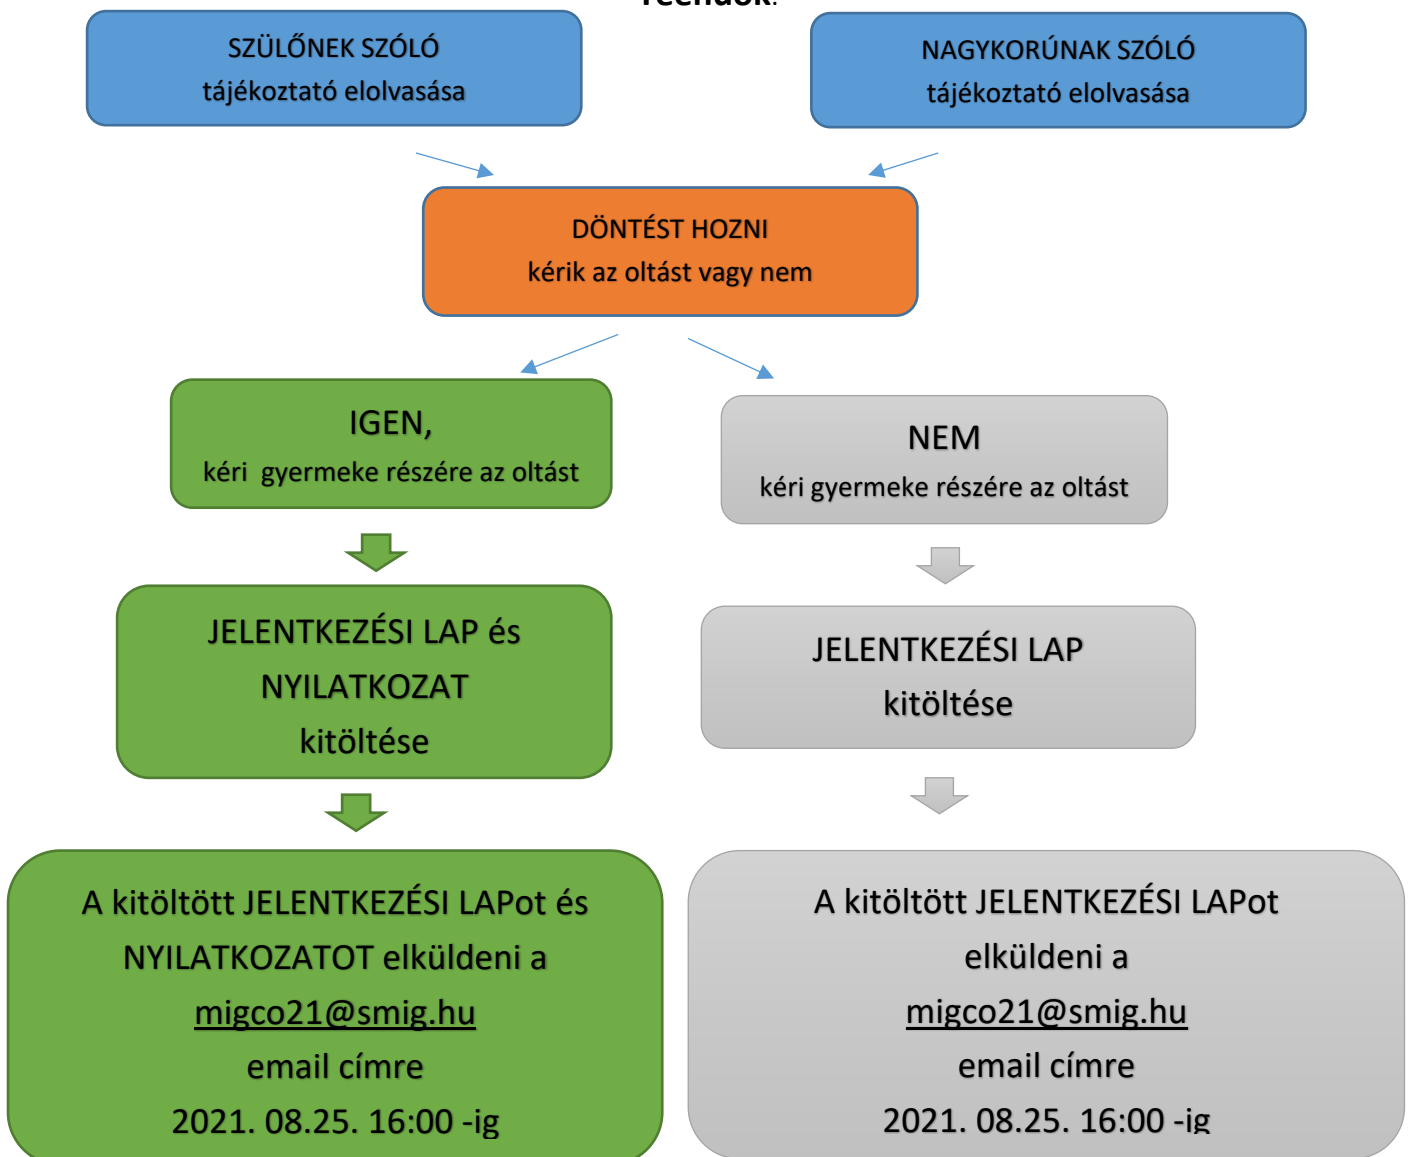 Teendők:
SZÜLŐNEK SZÓLÓ
tájékoztató elolvasása
NAGYKORÚNAK SZÓLÓ
tájékoztató elolvasása
DÖNTÉST HOZNI
kérik az oltást vagy nem
IGEN,
kéri gyermeke részére az oltást
NEM
kéri gyermeke részére az oltást
JELENTKEZÉSI LAP és
NYILATKOZAT
kitöltése
JELENTKEZÉSI LAP
kitöltése
A kitöltött JELENTKEZÉSI LAPot és
NYILATKOZATOT elküldeni a
migco21@smig.hu
email címre
2021. 08.25. 16:00 -ig
A kitöltött JELENTKEZÉSI LAPot
elküldeni a
migco21@smig.hu
email címre
2021. 08.25. 16:00 -ig